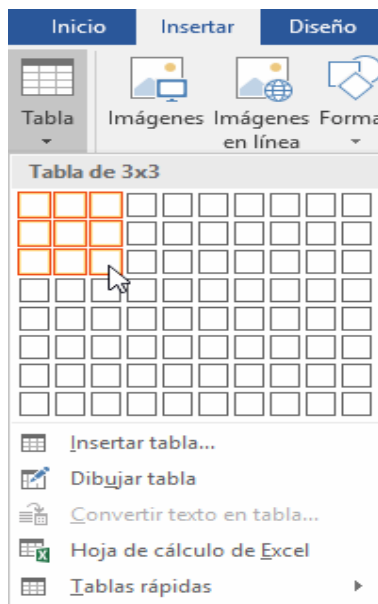 Inicio Insertar Diseño
Tabla Imágenes Imágenes Forma
en línea
Tabla de 3x3
Insertar tabla...
Dibujar tabla
Convertir texto en tabla...
Hoja de cálculo de Excel
Tablas rápidas